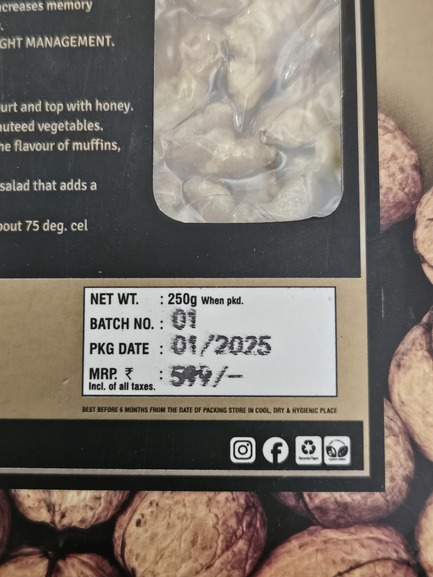 creases memory
GHT MANAGEMENT.
urt and top with honey.
auteed vegetables.
he flavour of muffins,
salad that adds a
bout 75 deg. cel
NET WT. : 250g When pkd.
BATCH NO. : 01
PKG DATE : 01/2025
MRP. ₹ : 599/-
Incl. of all taxes.
BEST BEFORE 6 MONTHS FROM THE DATE OF PACKING STORE IN COOL, DRY & HYGIENIC PLACE